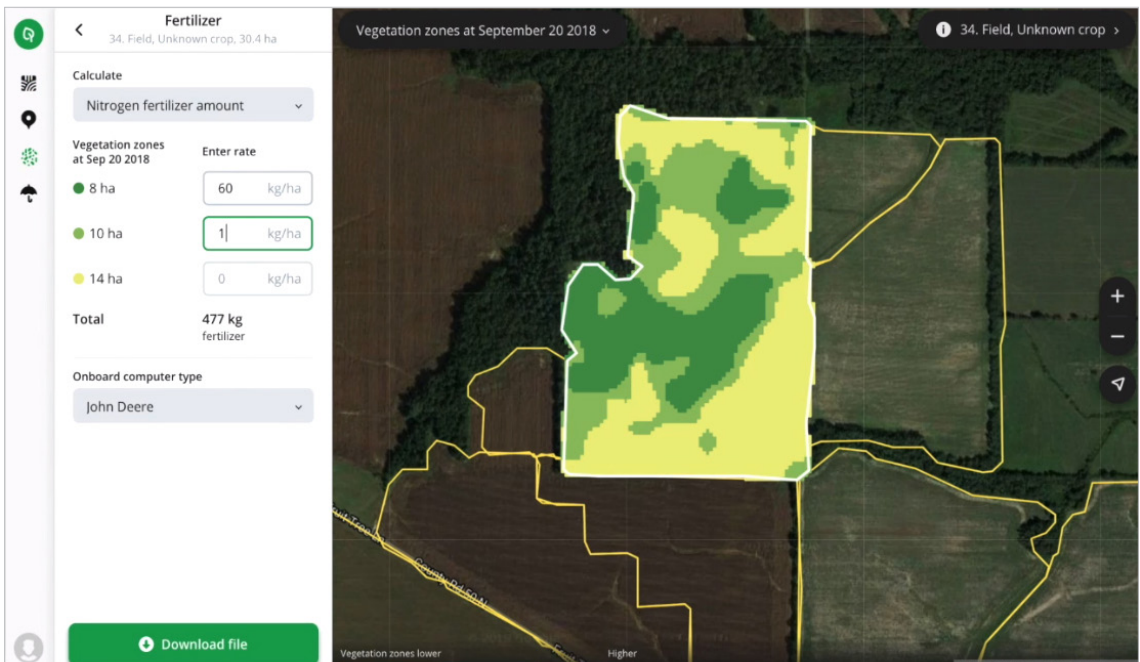 Fertilizer
34. Field, Unknown crop, 30.4 ha
Calculate
Nitrogen fertilizer amount
Vegetation zones
at Sep 20 2018
Enter rate
8 ha
60 kg/ha
10 ha
1 kg/ha
14 ha
0 kg/ha
Total
477 kg
fertilizer
Onboard computer type
John Deere
Download file
Vegetation zones at September 20 2018
34. Field, Unknown crop
+
−
County Rd 50 N
Vegetation zones lower
Higher